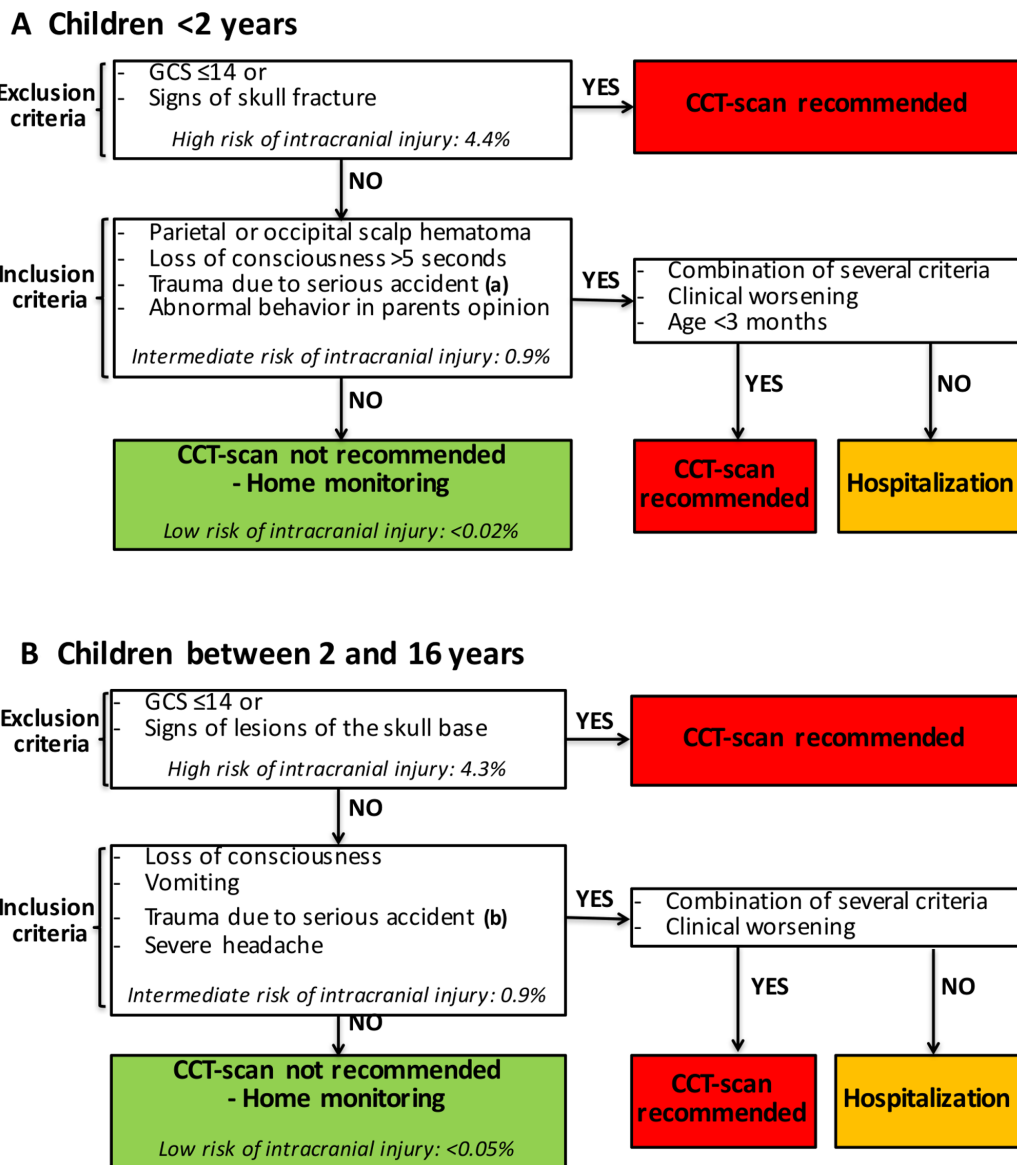 A Children <2 years
Exclusion
criteria
- GCS ≤14 or
- Signs of skull fracture
High risk of intracranial injury: 4.4%
YES
CCT-scan recommended
NO
Inclusion
criteria
- Parietal or occipital scalp hematoma
- Loss of consciousness >5 seconds
- Trauma due to serious accident (a)
- Abnormal behavior in parents opinion
Intermediate risk of intracranial injury: 0.9%
YES
- Combination of several criteria
- Clinical worsening
- Age <3 months
NO
YES
NO
CCT-scan not recommended
- Home monitoring
Low risk of intracranial injury: <0.02%
CCT-scan
recommended
Hospitalization
B Children between 2 and 16 years
Exclusion
criteria
- GCS ≤14 or
- Signs of lesions of the skull base
High risk of intracranial injury: 4.3%
YES
CCT-scan recommended
NO
Inclusion
criteria
- Loss of consciousness
- Vomiting
- Trauma due to serious accident (b)
- Severe headache
Intermediate risk of intracranial injury: 0.9%
YES
- Combination of several criteria
- Clinical worsening
NO
YES
NO
CCT-scan not recommended
- Home monitoring
Low risk of intracranial injury: <0.05%
CCT-scan
recommended
Hospitalization